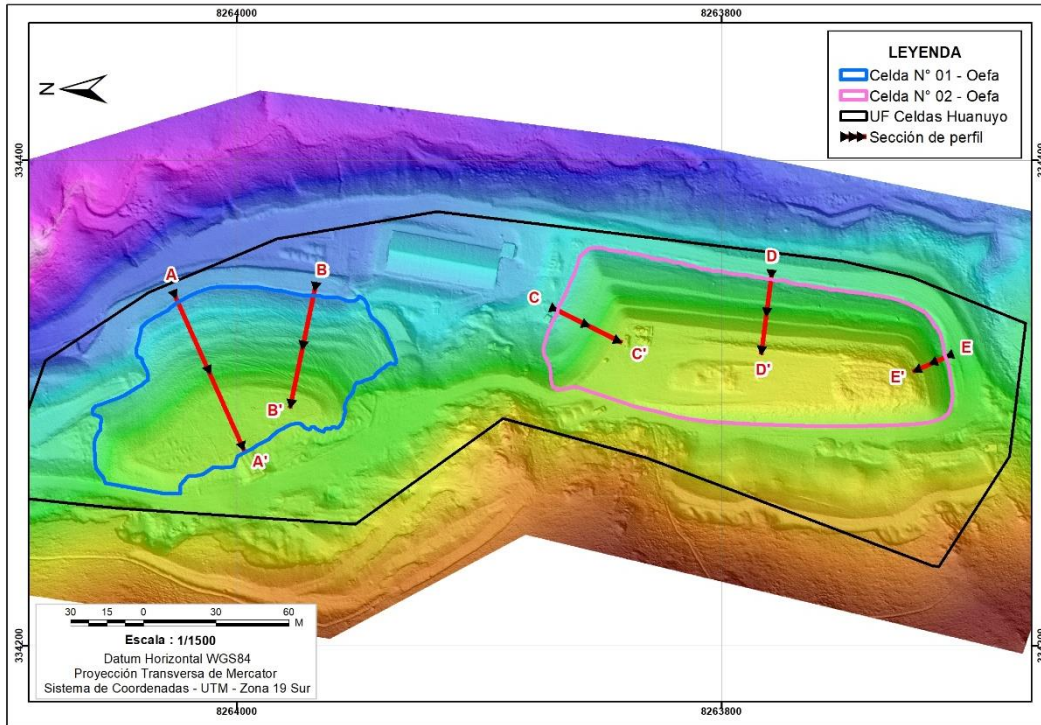 8264000
8263800
LEYENDA
Celda N° 01 - Oefa
Celda N° 02 - Oefa
UF Celdas Huanuyo
Sección de perfil
N
334400
334400
A
B
D
C
C'
E
E'
D'
B'
A'
30 15 0 30 60
M
Escala : 1/1500
Datum Horizontal WGS84
Proyección Transversa de Mercator
Sistema de Coordenadas - UTM - Zona 19 Sur
334200
334200
8264000
8263800